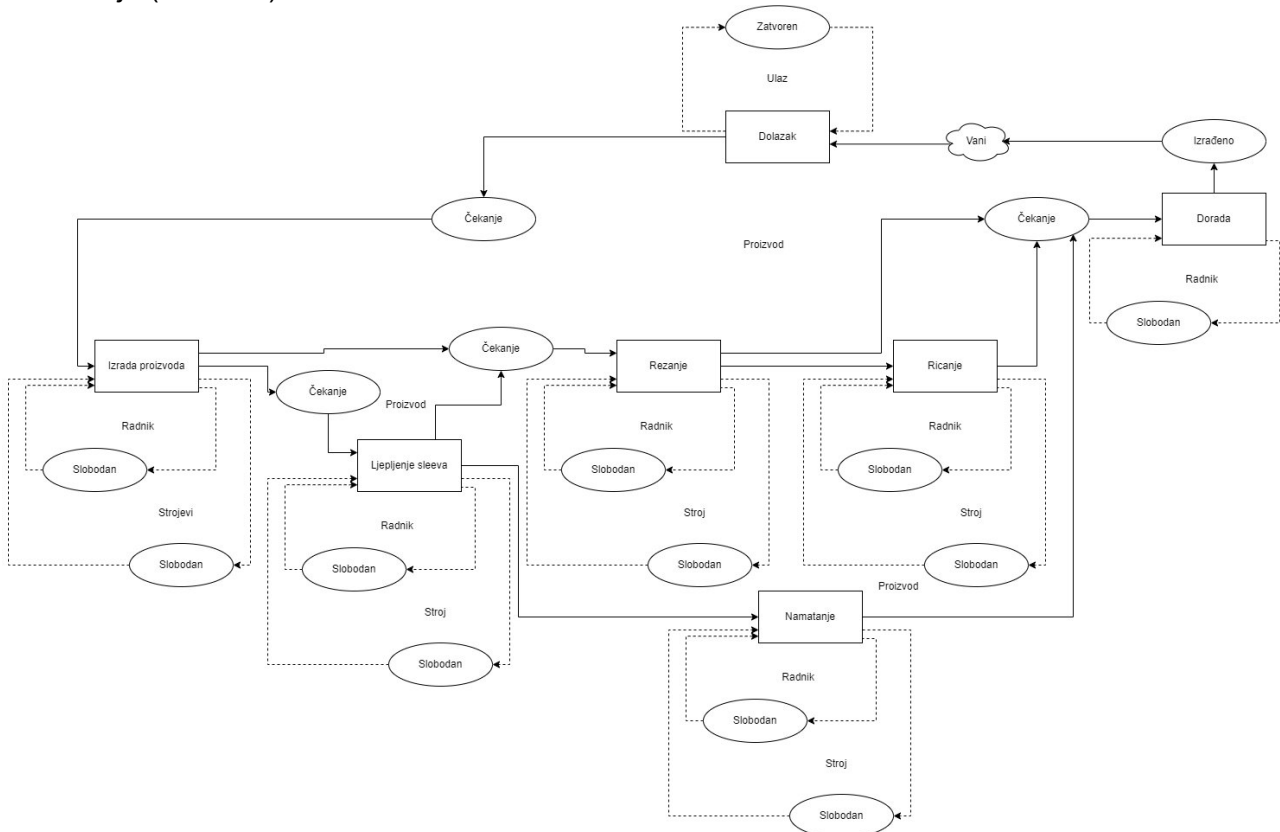 Zatvoren
Ulaz
Dolazak
Vani
Izrađeno
Čekanje
Čekanje
Dorada
Proizvod
Radnik
Slobodan
Čekanje
Izrada proizvoda
Rezanje
Ricanje
Čekanje
Proizvod
Radnik
Radnik
Radnik
Slobodan
Ljepljenje sleeva
Slobodan
Slobodan
Strojevi
Stroj
Stroj
Radnik
Slobodan
Slobodan
Slobodan
Slobodan
Proizvod
Stroj
Namatanje
Slobodan
Radnik
Slobodan
Stroj
Slobodan